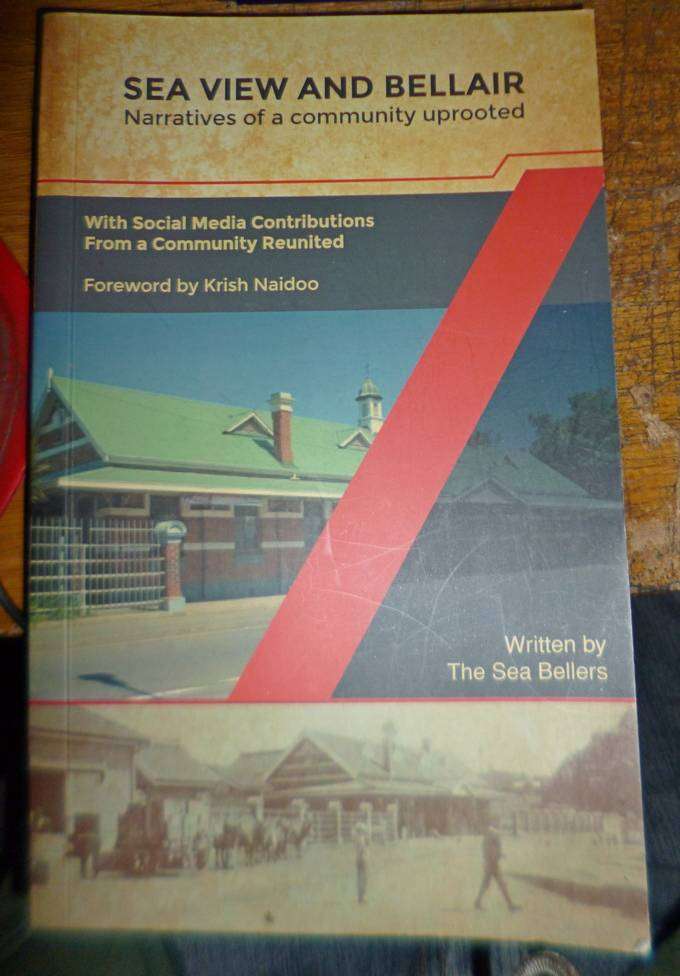 SEA VIEW AND BELLAIR
Narratives of a community uprooted
With Social Media Contributions
From a Community Reunited
Foreword by Krish Naidoo
Written by
The Sea Bellers